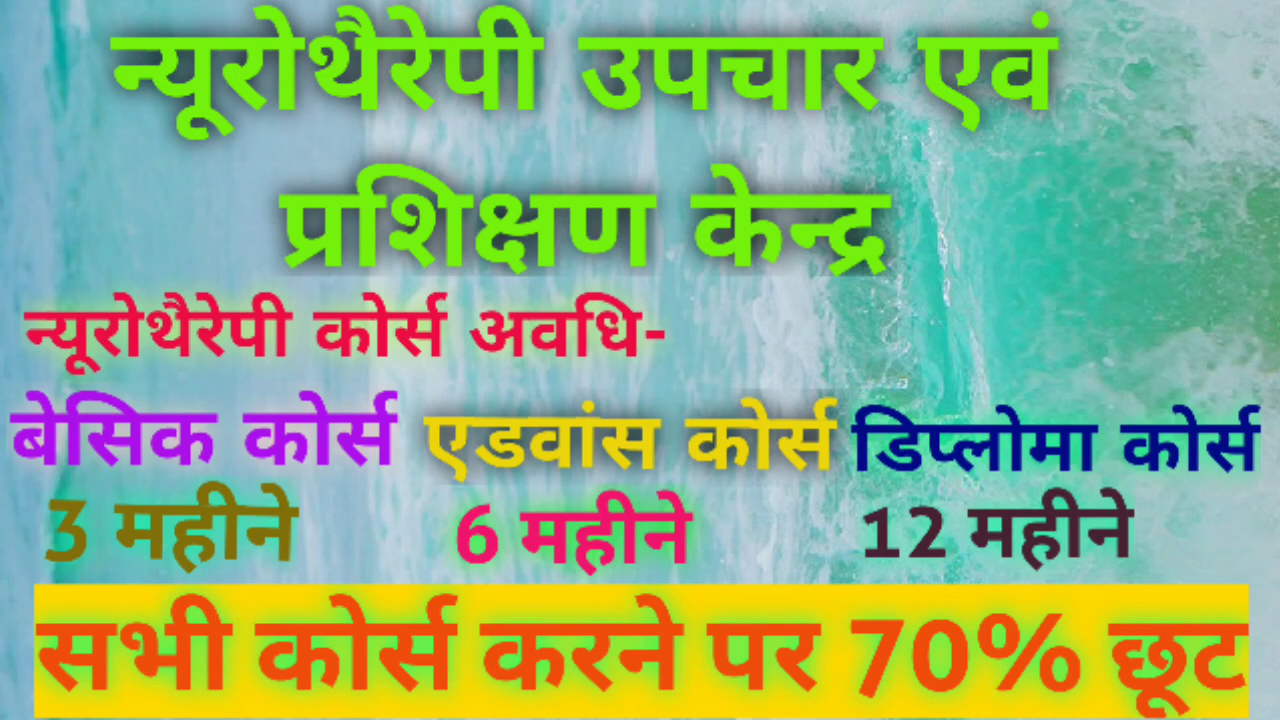 न्यूरोथैरेपी उपचार एवं
प्रशिक्षण केन्द्र
न्यूरोथैरेपी कोर्स अवधि-
बेसिक कोर्स एडवांस कोर्स डिप्लोमा कोर्स
3 महीने 6 महीने 12 महीने
सभी कोर्स करने पर 70% छूट